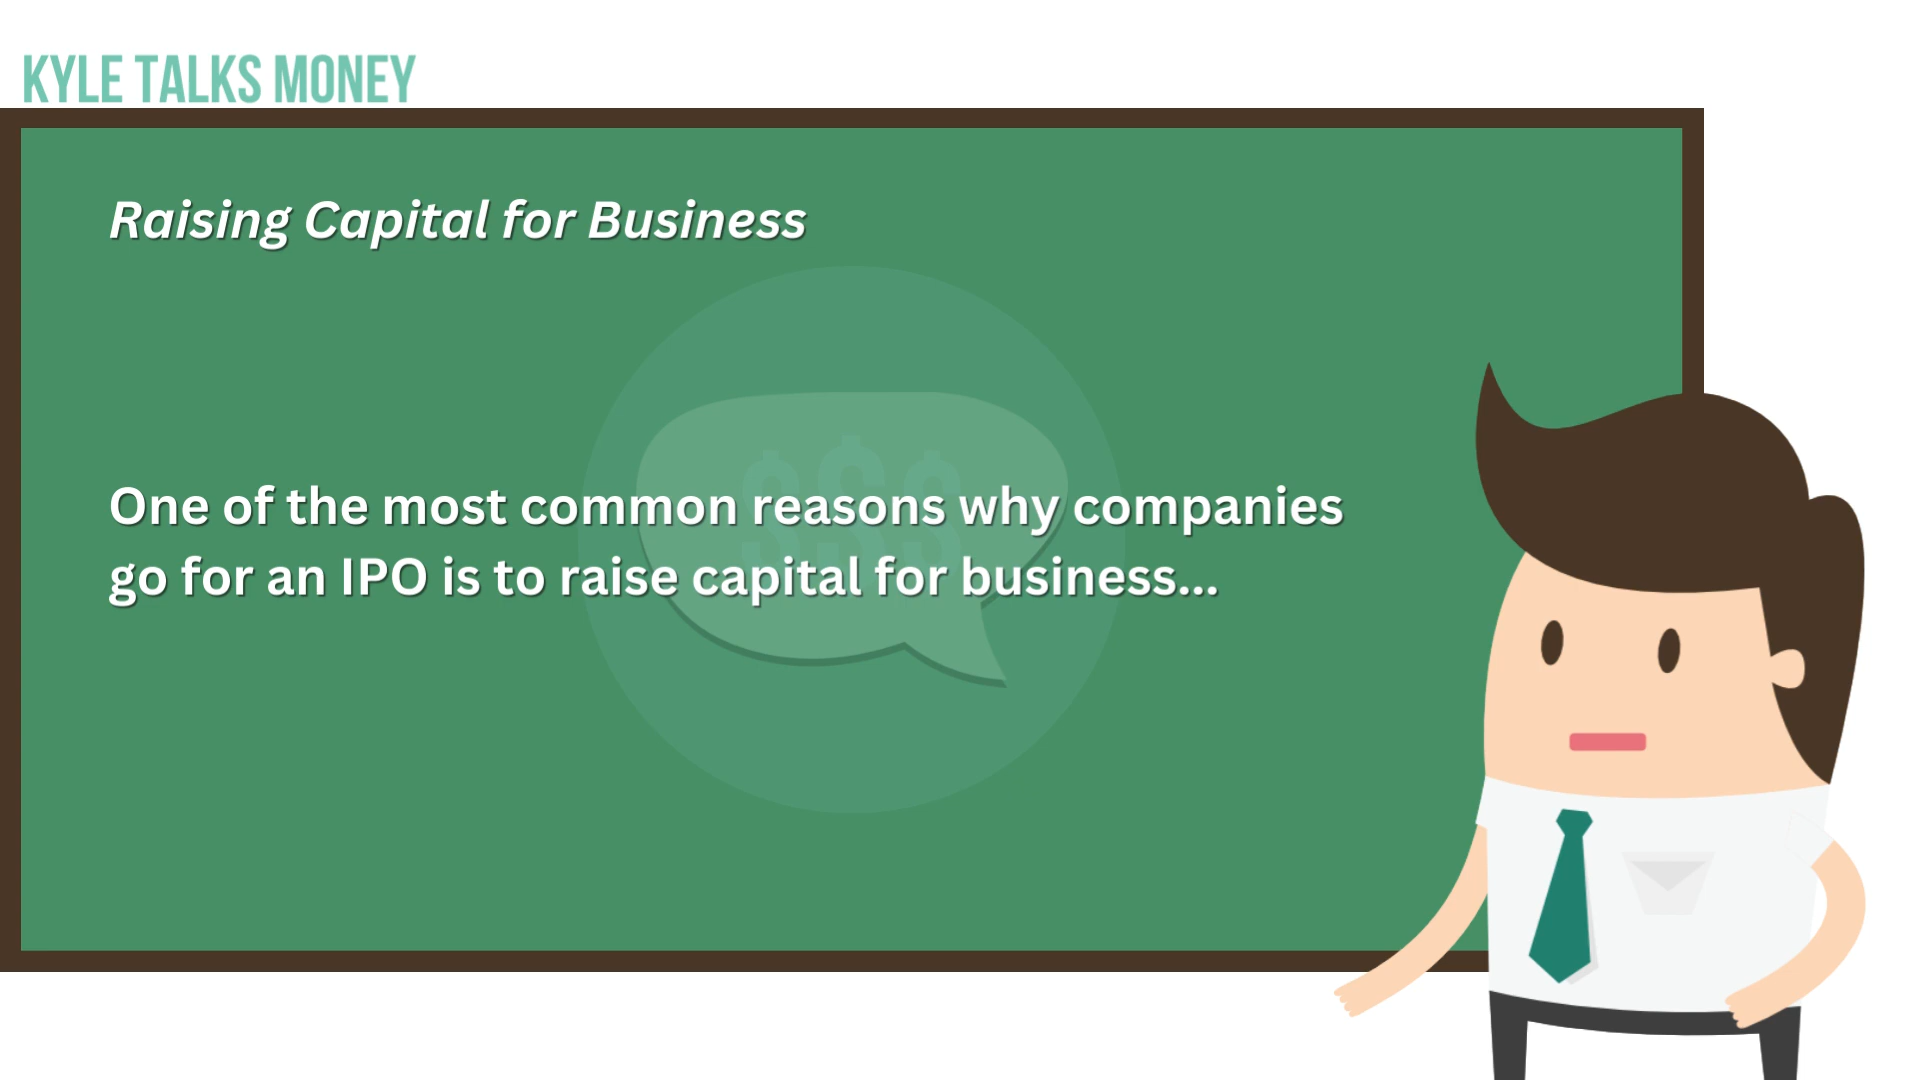 KYLE TALKS MONEY
Raising Capital for Business
One of the most common reasons why companies
go for an IPO is to raise capital for business...
$$$